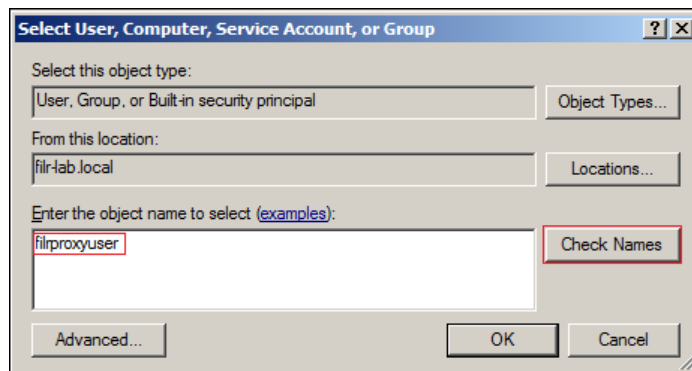 Select User, Computer, Service Account, or Group
Select this object type:
User, Group, or Built-in security principal
Object Types...
From this location:
filr-lab.local
Locations...
Enter the object name to select (examples):
filrproxyuser
Check Names
Advanced...
OK
Cancel